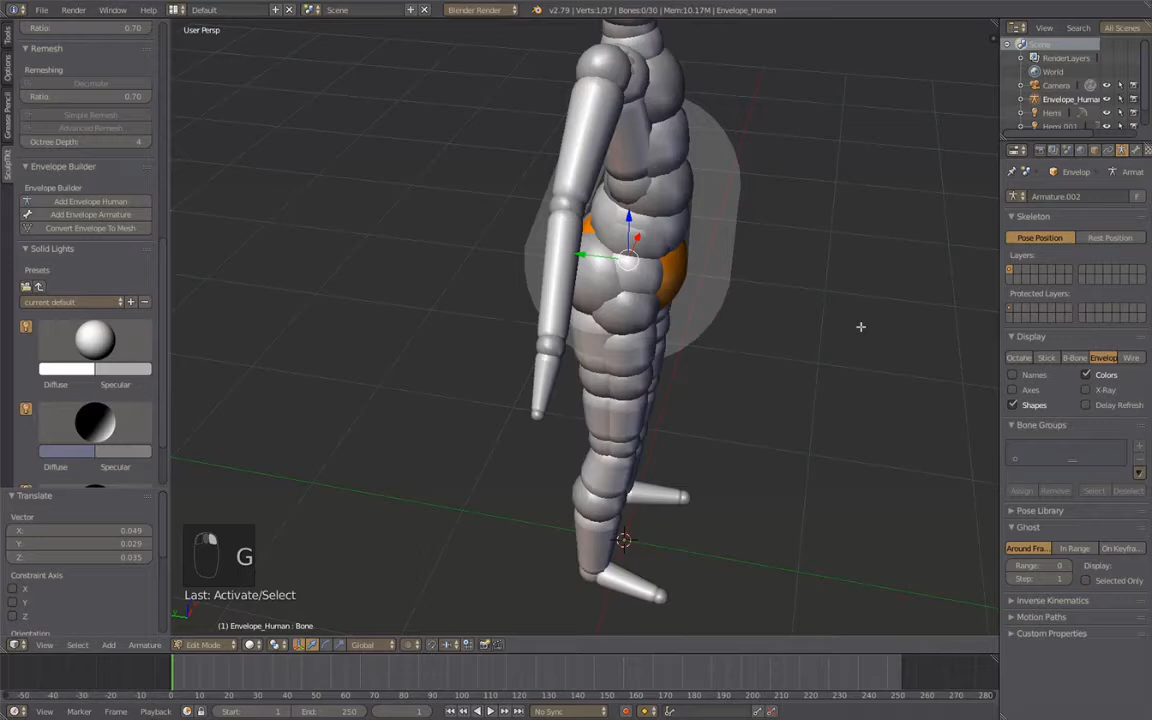 File Render Window Help Default Scene Blender Render v2.79 | Verts:1/37 | Bones:0/30 | Mem:10.17M | Envelope_Human
Ratio: 0.70
Remesh
Remeshing
Decimate
Ratio: 0.70
Simple Remesh
Advanced Remesh
Octree Depth: 4
Envelope Builder
Envelope Builder
Add Envelope Human
Add Envelope Armature
Convert Envelope To Mesh
Solid Lights
Presets
current default
Diffuse Specular
Diffuse Specular
Translate
Vector
X: 0.049
Y: 0.029
Z: 0.035
Constraint Axis
X
Y
Z
Orientation
Tools
Options
Grease Pencil
User Persp
G
Last: Activate/Select
(1) Envelope_Human : Bone
View Select Add Armature Edit Mode Global
-50 -40 -30 -20 -10 0 10 20 30 40 50 60 70 80 90 100 110 120 130 140 150 160 170 180 190 200 210 220 230 240 250 260 270 280
View Marker Frame Playback Start: 1 End: 250 1 No Sync
View Search All Scenes
Scene
RenderLayers
World
Camera
Envelope_Huma
Hemi
Hemi.001
Envelop Armat
Armature.002 F
Skeleton
Pose Position Rest Position
Layers:
Protected Layers:
Display
Octahe Stick B-Bone Envelop Wire
Names Colors
Axes X-Ray
Shapes Delay Refresh
Bone Groups
Assign Remove Select Deselect
Pose Library
Ghost
Around Fra... In Range On Keyfra...
Range: 0 Display:
Step: 1 Selected Only
Inverse Kinematics
Motion Paths
Custom Properties